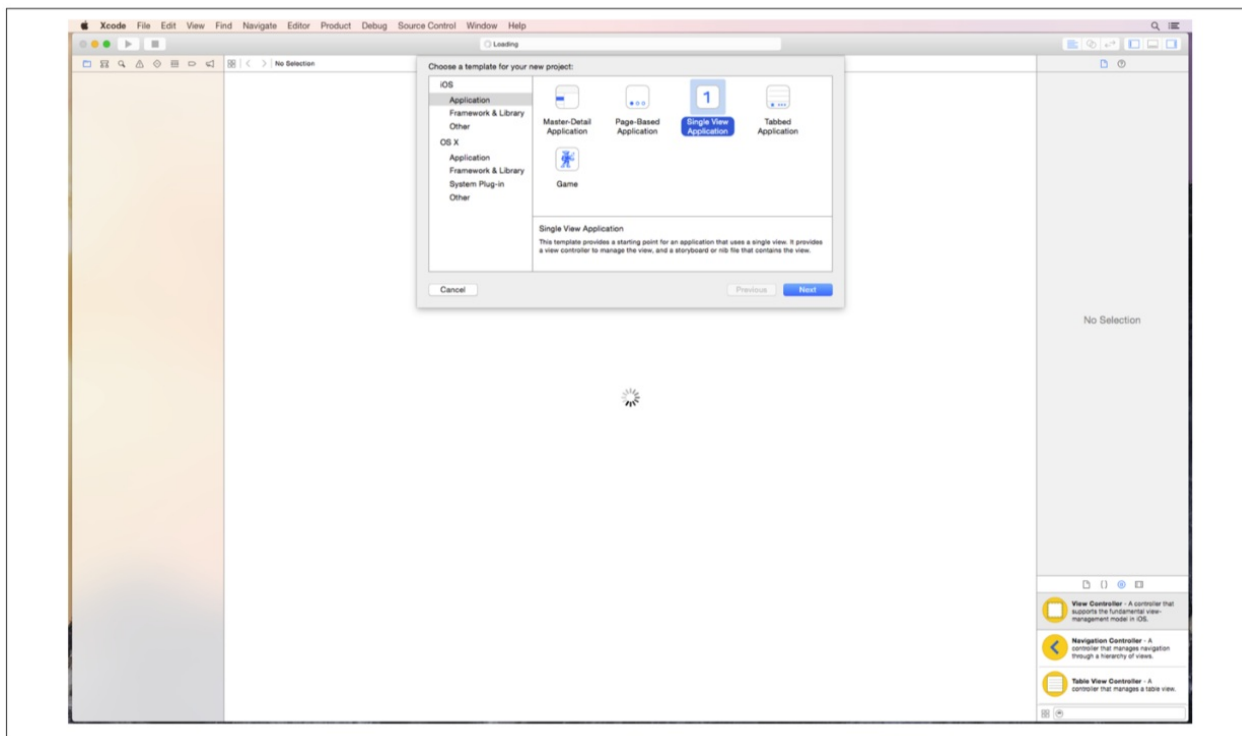 Xcode File Edit View Find Navigate Editor Product Debug Source Control Window Help
Loading
No Selection
Choose a template for your new project:
iOS
Application
Framework & Library
Other
OS X
Application
Framework & Library
System Plug-in
Other
Master-Detail
Application
Page-Based
Application
1
Single View
Application
Tabbed
Application
Game
Single View Application
This template provides a starting point for an application that uses a single view. It provides
a view controller to manage the view, and a storyboard or nib file that contains the view.
Cancel
Previous
Next
No Selection
View Controller - A controller that
supports the fundamental view-
management model in iOS.
Navigation Controller - A
controller that manages navigation
through a hierarchy of views.
Table View Controller - A
controller that manages a table view.